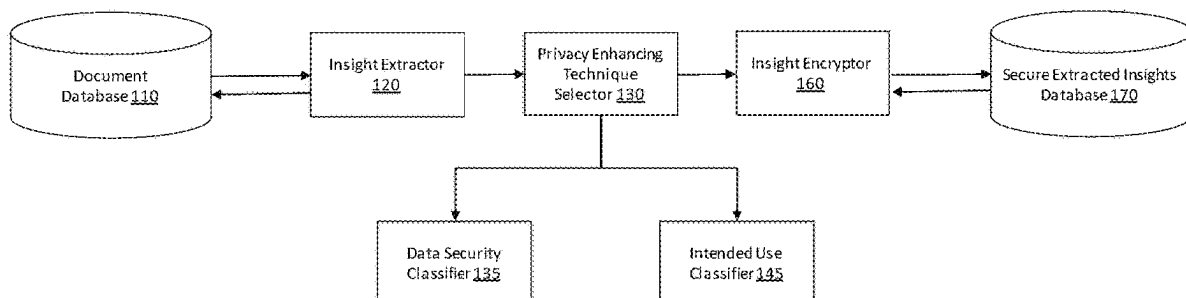 Document
Database 110
Insight Extractor
120
Privacy Enhancing
Technique
Selector 130
Insight Encryptor
160
Secure Extracted Insights
Database 170
Data Security
Classifier 135
Intended Use
Classifier 145